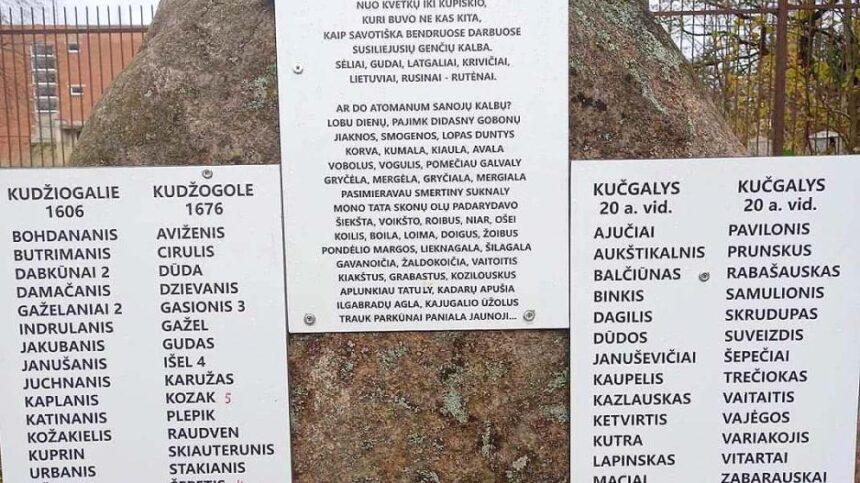 NUO KVETKŲ IKI KUPIŠKIO,
KURI BUVO NE KAS KITA,
KAIP SAVOTIŠKA BENDRUOSE DARBUOSE
SUSILIEJUSIŲ GENČIŲ KALBA.
SĖLIAI, GUDAI, LATGALIAI, KRIVIČIAI,
LIETUVIAI, RUSINAI - RUTĖNAI.
AR DO ATOMANUM SANOJŲ KALBŲ?
LOBU DIENŲ, PAJIMK DIDASNY GOBONŲ
JIAKNOS, SMOGENOS, LOPAS DUNTYS
KORVA, KUMALA, KIAULA, AVALA
VOBOLUS, VOGULIS, POMEČIAU GALVALY
GRYČĖLA, MERGĖLA, GRYČIALA, MERGIALA
PASIMIERAVAU SMERTINY SUKNALY
MONO TATA SKONŲ OLŲ PADARYDAVO
ŠIEKŠTA, VOIKŠTO, ROIBUS, NIAR, OŠEI
KOILIS, BOILA, LOIMA, DOIGUS, ŽOIBUS
PONDĖLIO MARGOS, LIEKNAGALA, ŠILAGALA
GAVANOIČIA, ŽALDOKOIČIA, VAITOITIS
KIAKŠTUS, GRABASTUS, KOZILOUSKUS
APLUNKIAU TATULY, KADARŲ APUŠIA
ILGABRADŲ AGLA, KAJUGALIO UŽOLUS
TRAUK PARKŪNAI PANIALA JAUNOJI...
KUDŽIOGALIE
1606
BOHDANANIS
BUTRIMANIS
DABKŪNAI 2
DAMAČANIS
GAŽELANIAI 2
INDRULANIS
JAKUBANIS
JANUŠANIS
JUCHNANIS
KAPLANIS
KATINANIS
KOŽAKIELIS
KUPRIN
URBANIS
KUDŽOGOLE
1676
AVIŽENIS
CIRULIS
DŪDA
DZIEVANIS
GASIONIS 3
GAŽEL
GUDAS
IŠEL 4
KARUŽAS
KOZAK 5
PLEPIK
RAUDVEN
SKIAUTERUNIS
STAKIANIS
KUČGALYS
20 a. vid.
AJUČIAI
AUKŠTIKALNIS
BALČIŪNAS
BINKIS
DAGILIS
DŪDOS
JANUŠEVIČIAI
KAUPELIS
KAZLAUSKAS
KETVIRTIS
KUTRA
LAPINSKAS
MACIAI
KUČGALYS
20 a. vid.
PAVILONIS
PRUNSKUS
RABAŠAUSKAS
SAMULIONIS
SKRUDUPAS
SUVEIZDIS
ŠEPEČIAI
TREČIOKAS
VAITAITIS
VAJĖGOS
VARIAKOJIS
VITARTAI
ZABARAUSKAI